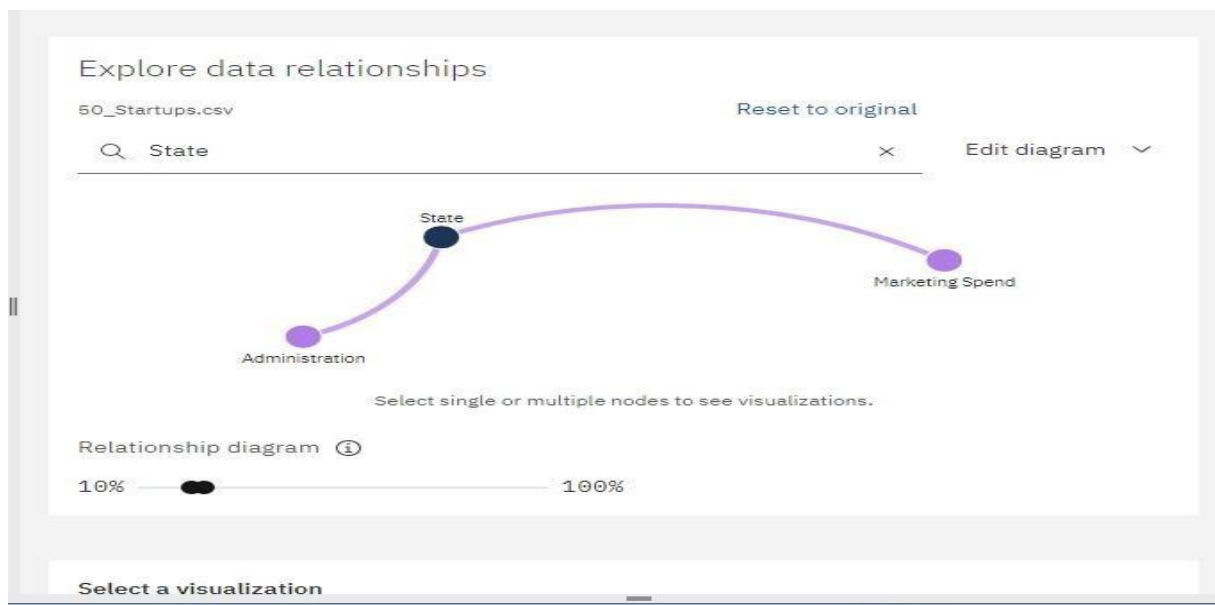 Explore data relationships
50_Startups.csv
Reset to original
State
Edit diagram
State
Marketing Spend
Administration
Select single or multiple nodes to see visualizations.
Relationship diagram
10%
100%
Select a visualization